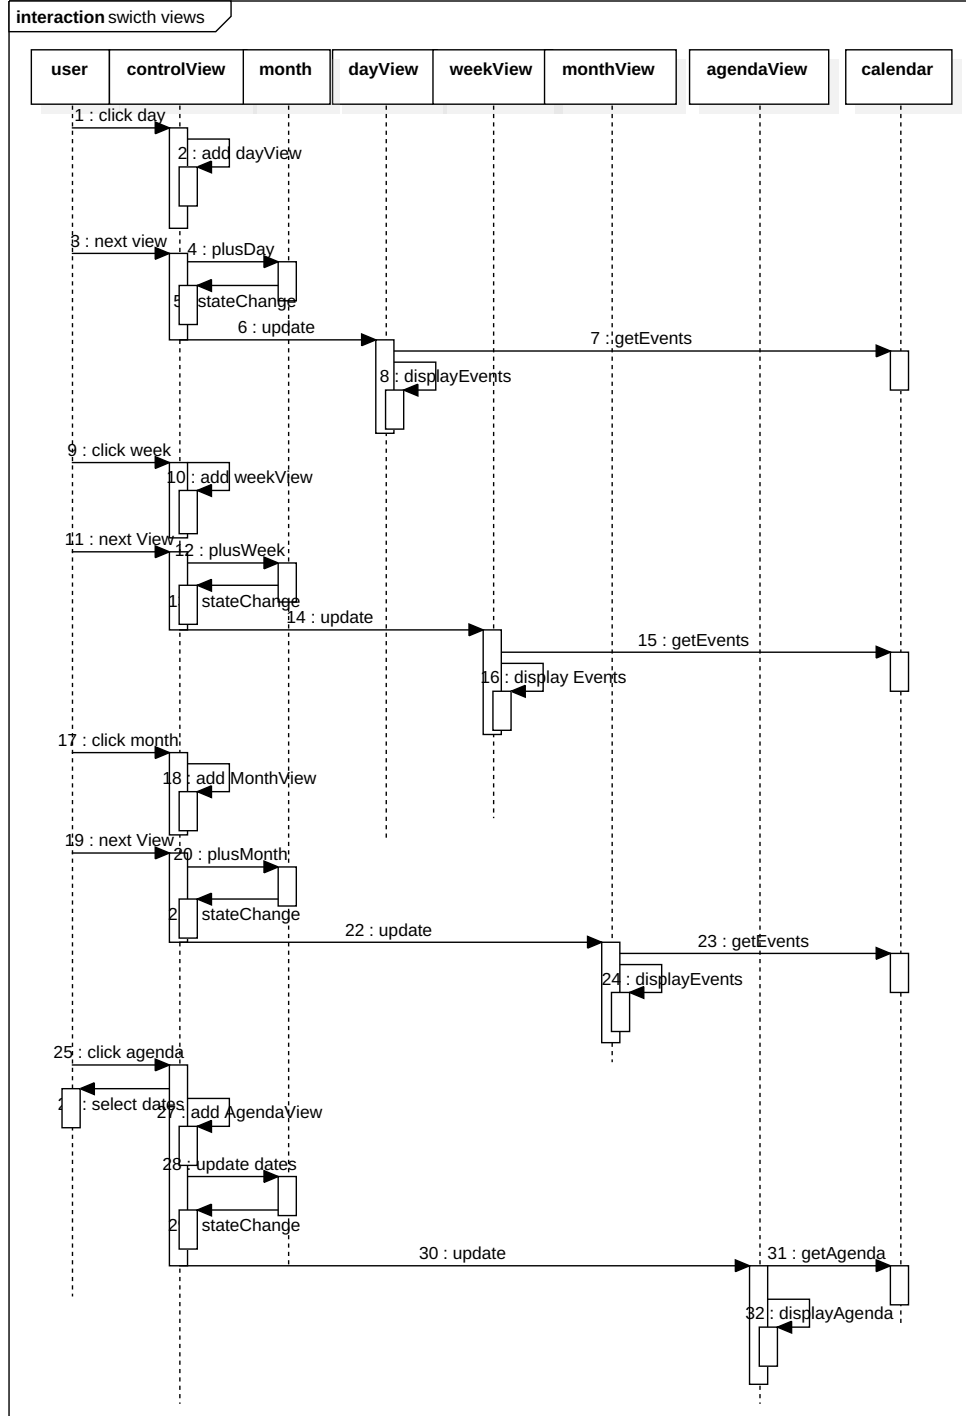 interaction swicth views
user controlView month dayView weekView monthView agendaView calendar
1 : click day
2 : add dayView
3 : next view
4 : plusDay
5 : stateChange
6 : update
7 : getEvents
8 : displayEvents
9 : click week
10 : add weekView
11 : next View
12 : plusWeek
stateChange
14 : update
15 : getEvents
16 : display Events
17 : click month
18 : add MonthView
19 : next View
20 : plusMonth
stateChange
22 : update
23 : getEvents
24 : displayEvents
25 : click agenda
: select dates
27 : add AgendaView
28 : update dates
stateChange
30 : update
31 : getAgenda
32 : displayAgenda